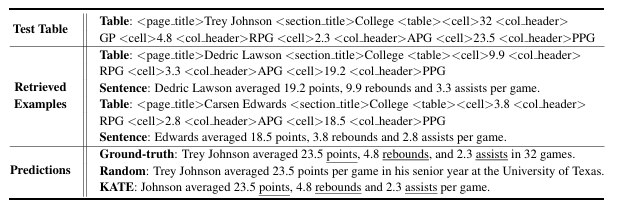 Test Table
Table: <page_title>Trey Johnson <section_title>College <table><cell>32 <col_header>
GP <cell>4.8 <col_header>RPG <cell>2.3 <col_header>APG <cell>23.5 <col_header>PPG
Retrieved
Examples
Table: <page_title>Dedric Lawson <section_title>College <table><cell>9.9 <col_header>
RPG <cell>3.3 <col_header>APG <cell>19.2 <col_header>PPG
Sentence: Dedric Lawson averaged 19.2 points, 9.9 rebounds and 3.3 assists per game.
Table: <page_title>Carsen Edwards <section_title>College <table><cell>3.8 <col_header>
RPG <cell>2.8 <col_header>APG <cell>18.5 <col_header>PPG
Sentence: Edwards averaged 18.5 points, 3.8 rebounds and 2.8 assists per game.
Predictions
Ground-truth: Trey Johnson averaged 23.5 points, 4.8 rebounds, and 2.3 assists in 32 games.
Random: Trey Johnson averaged 23.5 points per game in his senior year at the University of Texas.
KATE: Johnson averaged 23.5 points, 4.8 rebounds and 2.3 assists per game.